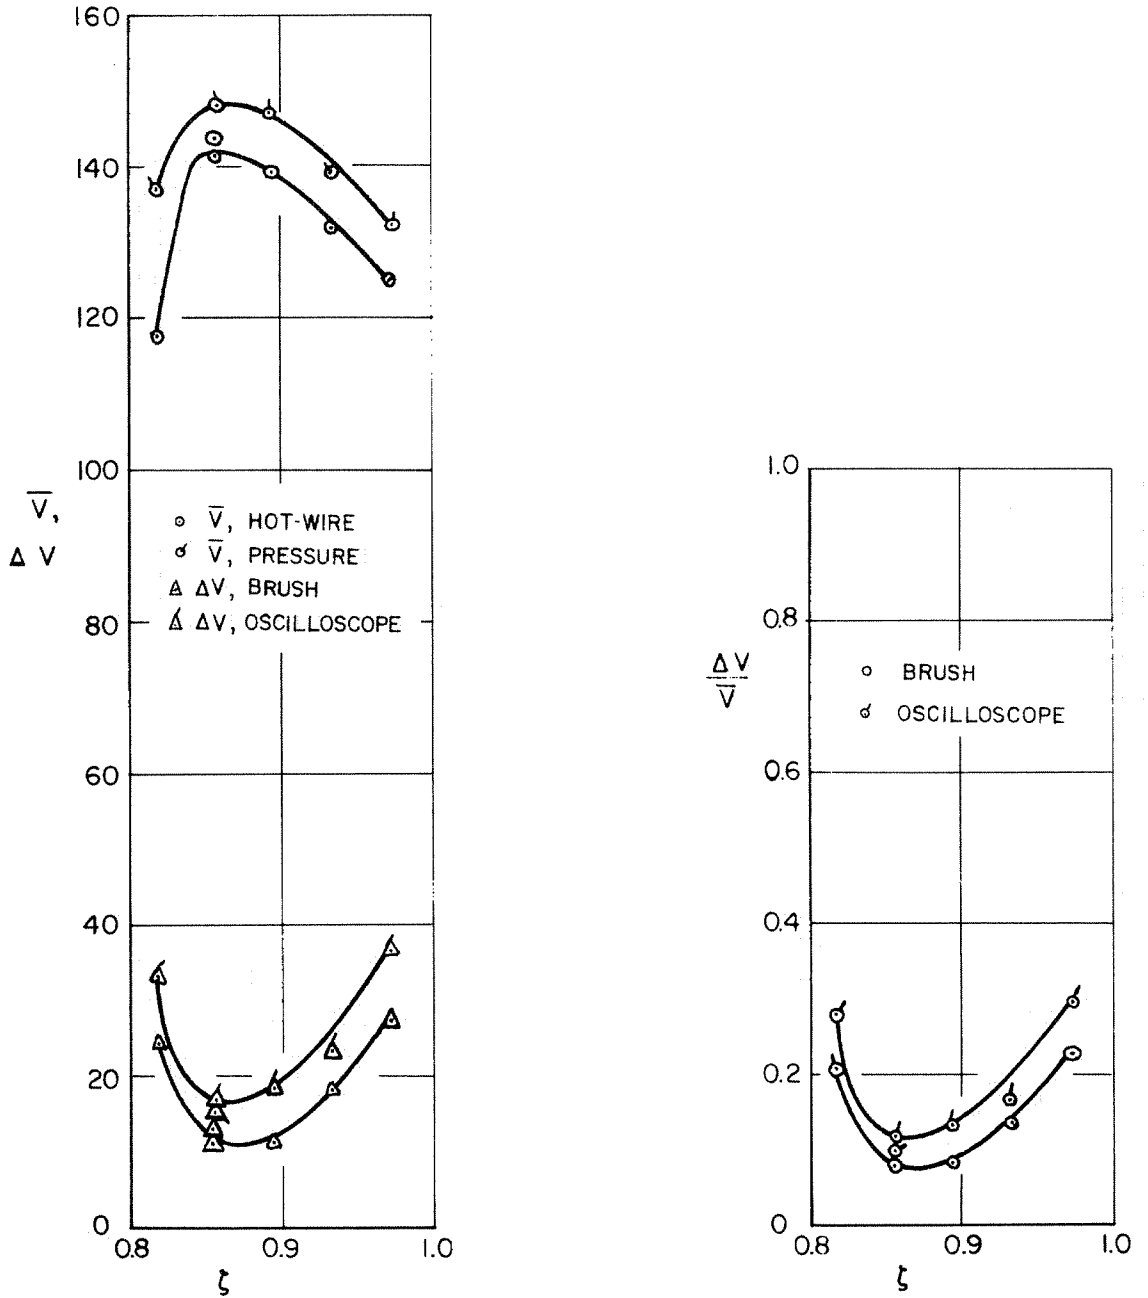 160
140
120
100
V̅,
Δ V
80
60
40
20
0
0.8
0.9
1.0
ζ
V̅, HOT-WIRE
V̅, PRESSURE
ΔV, BRUSH
ΔV, OSCILLOSCOPE
1.0
0.8
ΔV
V̅
0.6
0.4
0.2
0
0.8
0.9
1.0
ζ
BRUSH
OSCILLOSCOPE